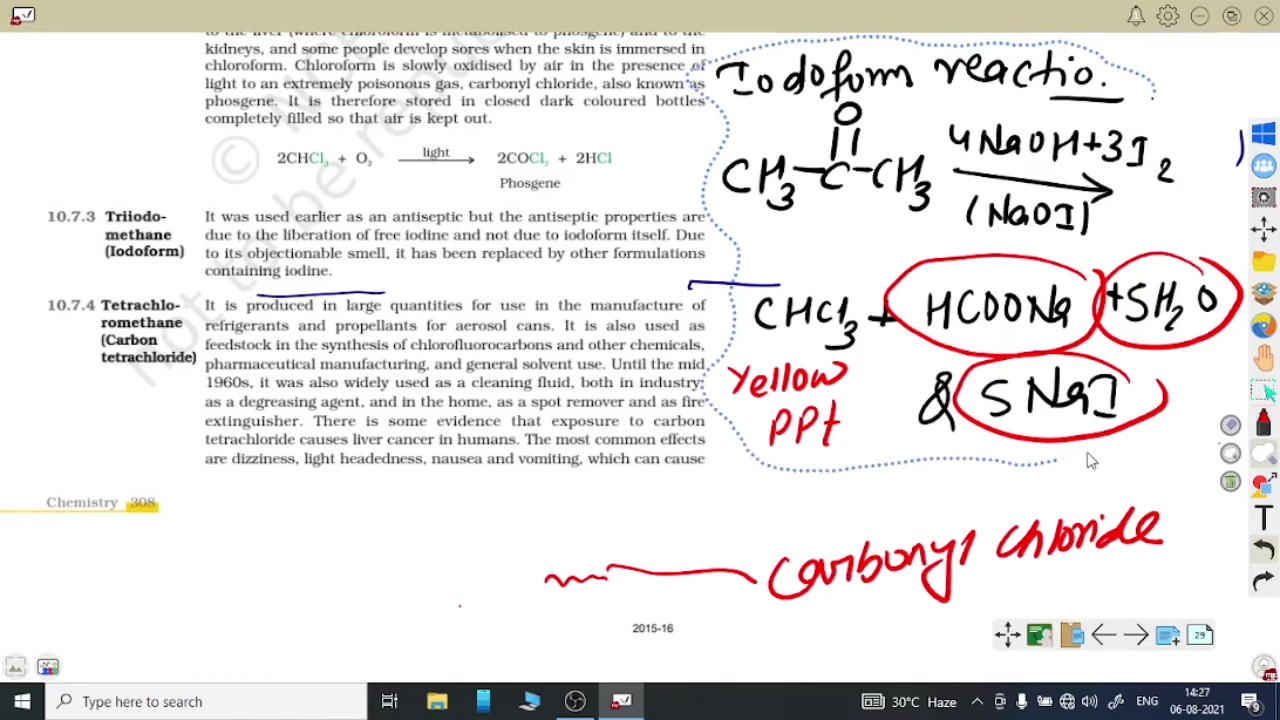 to the liver (where chloroform is metabolised to phosgene) and to the
kidneys, and some people develop sores when the skin is immersed in
chloroform. Chloroform is slowly oxidised by air in the presence of
light to an extremely poisonous gas, carbonyl chloride, also known as
phosgene. It is therefore stored in closed dark coloured bottles
completely filled so that air is kept out.
2CHCl₃ + O₂ light 2COCl₂ + 2HCl
Phosgene
10.7.3 Triiodo-
methane
(Iodoform)
It was used earlier as an antiseptic but the antiseptic properties are
due to the liberation of free iodine and not due to iodoform itself. Due
to its objectionable smell, it has been replaced by other formulations
containing iodine.
10.7.4 Tetrachlo-
romethane
(Carbon
tetrachloride)
It is produced in large quantities for use in the manufacture of
refrigerants and propellants for aerosol cans. It is also used as
feedstock in the synthesis of chlorofluorocarbons and other chemicals,
pharmaceutical manufacturing, and general solvent use. Until the mid
1960s, it was also widely used as a cleaning fluid, both in industry,
as a degreasing agent, and in the home, as a spot remover and as fire
extinguisher. There is some evidence that exposure to carbon
tetrachloride causes liver cancer in humans. The most common effects
are dizziness, light headedness, nausea and vomiting, which can cause
Chemistry 308
2015-16
Iodoform reactio.
O
CH₃-C-CH₃ 4NaOH+3I₂
(NaOI)
CHCl₃ + HCOONa +5H₂O
Yellow
PPt
& 5 NaI
Carbonyl chloride
T
29
Type here to search
30°C Haze
ENG
14:27
06-08-2021
9